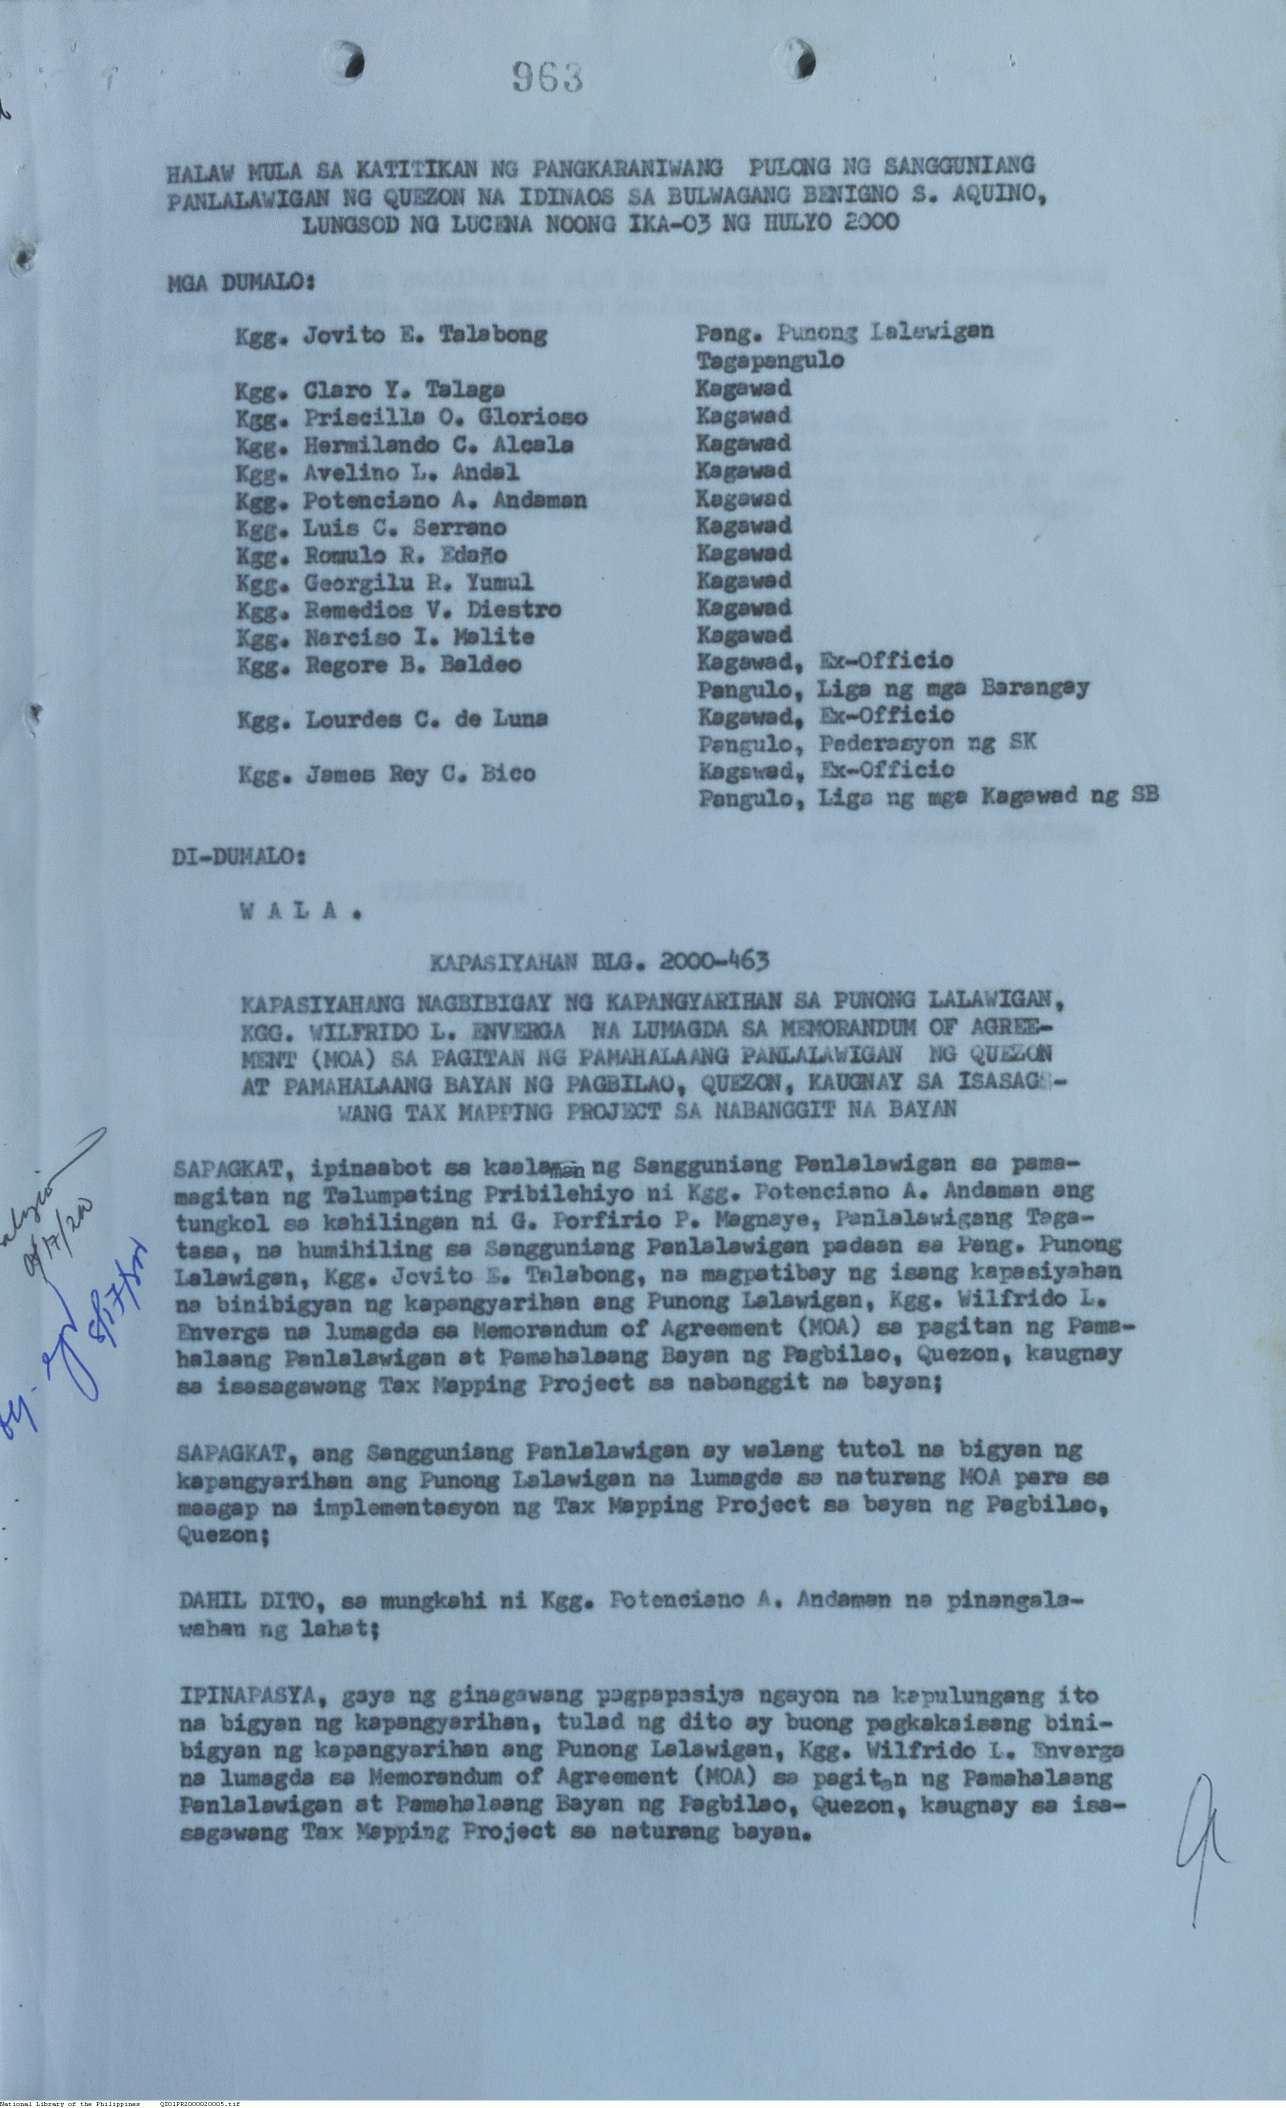 963
HALAW MULA SA KATITIKAN NG PANGKARANIWANG PULONG NG SANGGUNIANG
PANLALAWIGAN NG QUEZON NA IDINAOS SA BULWAGANG BENIGNO S. AQUINO,
LUNGSOD NG LUCENA NOONG IKA-03 NG HULYO 2000
MGA DUMALO:
Kgg. Jovito E. Talabong Pang. Punong Lalawigan
Tagapangulo
Kgg. Claro Y. Talaga Kagawad
Kgg. Priscilla O. Glorioso Kagawad
Kgg. Hermilando C. Alcala Kagawad
Kgg. Avelino L. Andal Kagawad
Kgg. Potenciano A. Andaman Kagawad
Kgg. Luis C. Serrano Kagawad
Kgg. Romulo R. Edaño Kagawad
Kgg. Georgilu R. Yumul Kagawad
Kgg. Remedios V. Diestro Kagawad
Kgg. Narciso I. Malite Kagawad
Kgg. Regore B. Baldeo Kagawad, Ex-Officio
Pangulo, Liga ng mga Barangay
Kgg. Lourdes C. de Luna Kagawad, Ex-Officio
Pangulo, Pederasyon ng SK
Kgg. James Rey C. Bico Kagawad, Ex-Officio
Pangulo, Liga ng mga Kagawad ng SB
DI-DUMALO:
W A L A .
KAPASIYAHAN BLG. 2000-463
KAPASIYAHANG NAGBIBIGAY NG KAPANGYARIHAN SA PUNONG LALAWIGAN,
KGG. WILFRIDO L. ENVERGA NA LUMAGDA SA MEMORANDUM OF AGREE-
MENT (MOA) SA PAGITAN NG PAMAHALAANG PANLALAWIGAN NG QUEZON
AT PAMAHALAANG BAYAN NG PAGBILAO, QUEZON, KAUGNAY SA ISASAGA-
WANG TAX MAPPING PROJECT SA NABANGGIT NA BAYAN
SAPAGKAT, ipinaabot sa kaalaman ng Sangguniang Panlalawigan sa pama-
magitan ng Talumpating Pribilehiyo ni Kgg. Potenciano A. Andaman ang
tungkol sa kahilingan ni G. Porfirio P. Magnaye, Panlalawigang Taga-
tasa, na humihiling sa Sangguniang Panlalawigan padaan sa Pang. Punong
Lalawigan, Kgg. Jovito E. Talabong, na magpatibay ng isang kapasiyahan
na binibigyan ng kapangyarihan ang Punong Lalawigan, Kgg. Wilfrido L.
Enverga na lumagda sa Memorandum of Agreement (MOA) sa pagitan ng Pama-
halaang Panlalawigan at Pamahalaang Bayan ng Pagbilao, Quezon, kaugnay
sa isasagawang Tax Mapping Project sa nabanggit na bayan;
SAPAGKAT, ang Sangguniang Panlalawigan ay walang tutol na bigyan ng
kapangyarihan ang Punong Lalawigan na lumagda sa naturang MOA para sa
maagap na implementasyon ng Tax Mapping Project sa bayan ng Pagbilao,
Quezon;
DAHIL DITO, sa mungkahi ni Kgg. Potenciano A. Andaman na pinangala-
wahan ng lahat;
IPINAPASYA, gaya ng ginagawang pagpapasiya ngayon na kapulungang ito
na bigyan ng kapangyarihan, tulad ng dito ay buong pagkakaisang bini-
bigyan ng kapangyarihan ang Punong Lalawigan, Kgg. Wilfrido L. Enverga
na lumagda sa Memorandum of Agreement (MOA) sa pagitan ng Pamahalaang
Panlalawigan at Pamahalaang Bayan ng Pagbilao, Quezon, kaugnay sa isa-
sagawang Tax Mapping Project sa naturang bayan.
National Library of the Philippines QZ01PR2000020005.tif